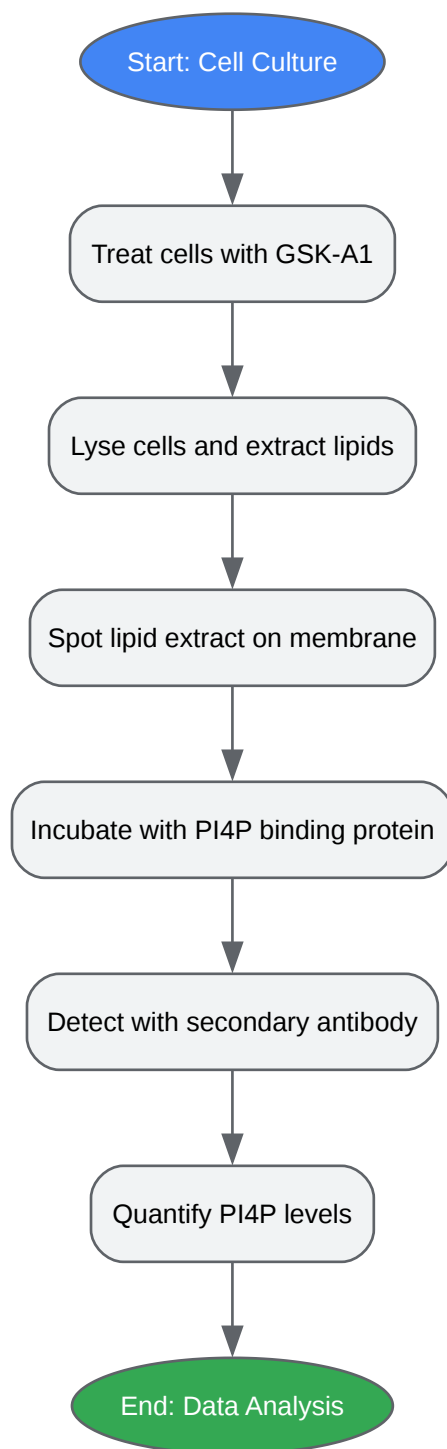 Start: Cell Culture
Treat cells with GSK-A1
Lyse cells and extract lipids
Spot lipid extract on membrane
Incubate with PI4P binding protein
Detect with secondary antibody
Quantify PI4P levels
End: Data Analysis